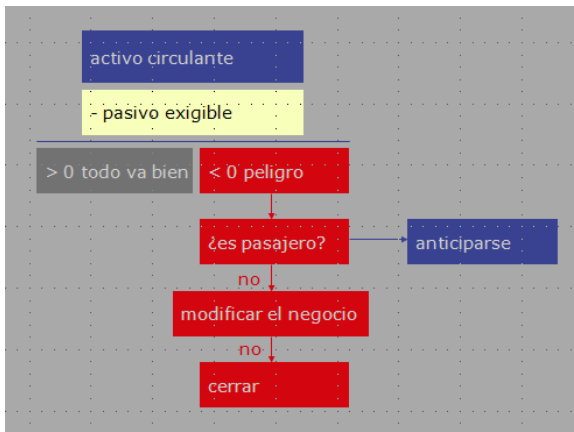 activo circulante
- pasivo exigible
> 0 todo va bien
< 0 peligro
¿es pasajero?
anticiparse
no
modificar el negocio
no
cerrar